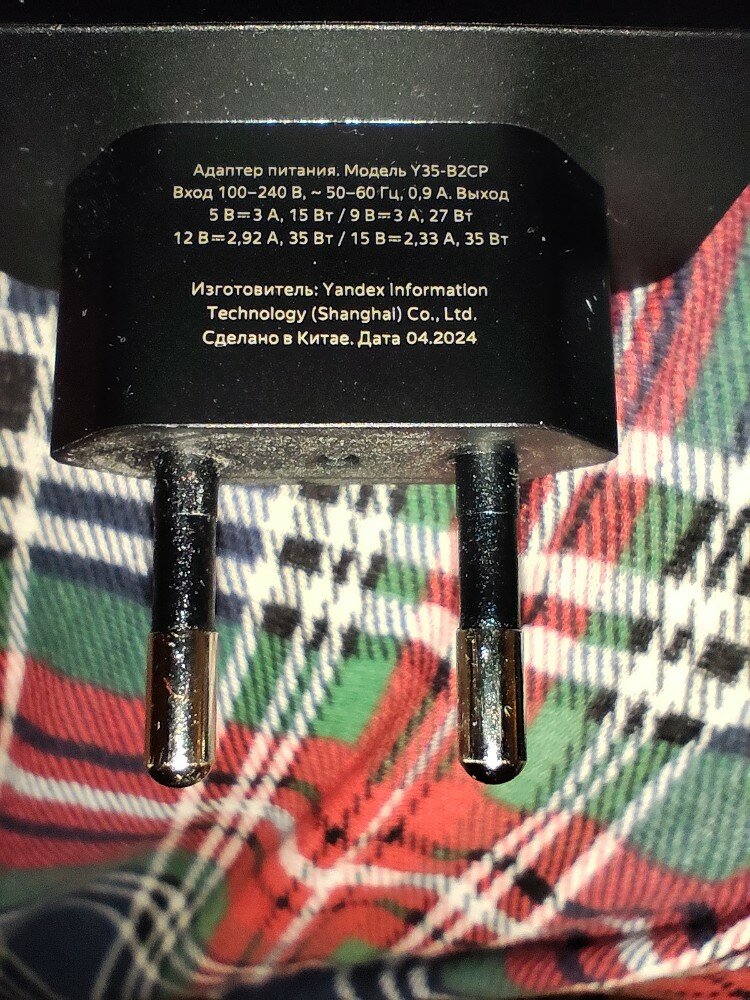 Адаптер питания. Модель Y35-B2CP
Вход 100–240 В, ~ 50–60 Гц, 0,9 А. Выход
5 В⎓3 А, 15 Вт / 9 В⎓3 А, 27 Вт
12 В⎓2,92 А, 35 Вт / 15 В⎓2,33 А, 35 Вт
Изготовитель: Yandex Information
Technology (Shanghai) Co., Ltd.
Сделано в Китае. Дата 04.2024